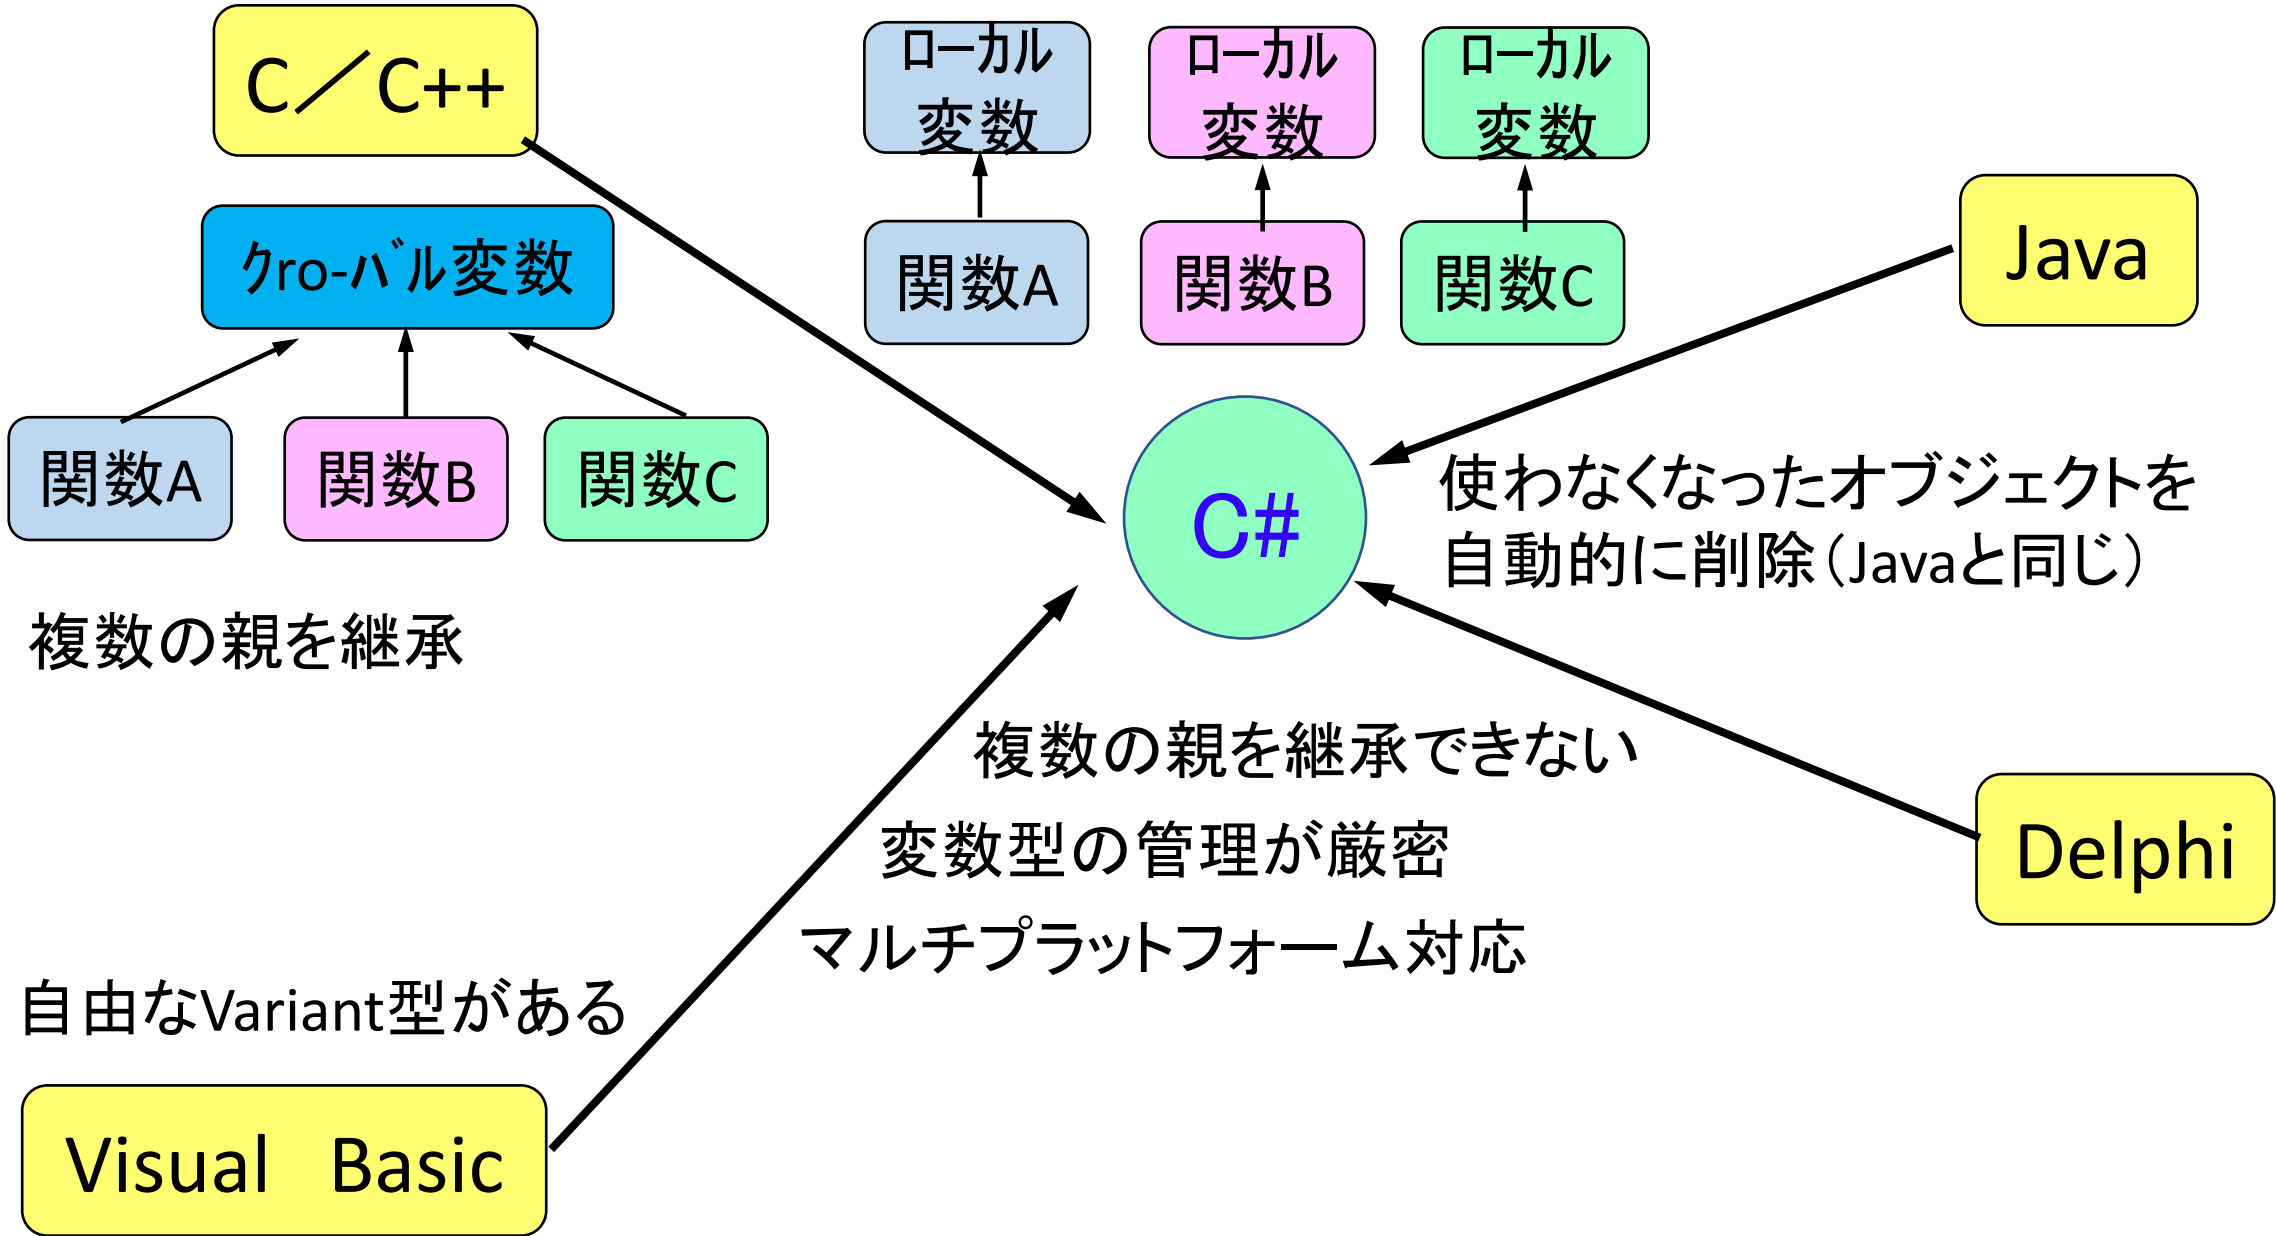 C／C++
ﾛｰｶﾙ
変数
ﾛｰｶﾙ
変数
ﾛｰｶﾙ
変数
Java
ｸro-ﾊﾞﾙ変数
関数A
関数B
関数C
関数A
関数B
関数C
C#
使わなくなったオブジェクトを
自動的に削除（Javaと同じ）
複数の親を継承
複数の親を継承できない
変数型の管理が厳密
Delphi
マルチプラットフォーム対応
自由なVariant型がある
Visual　Basic